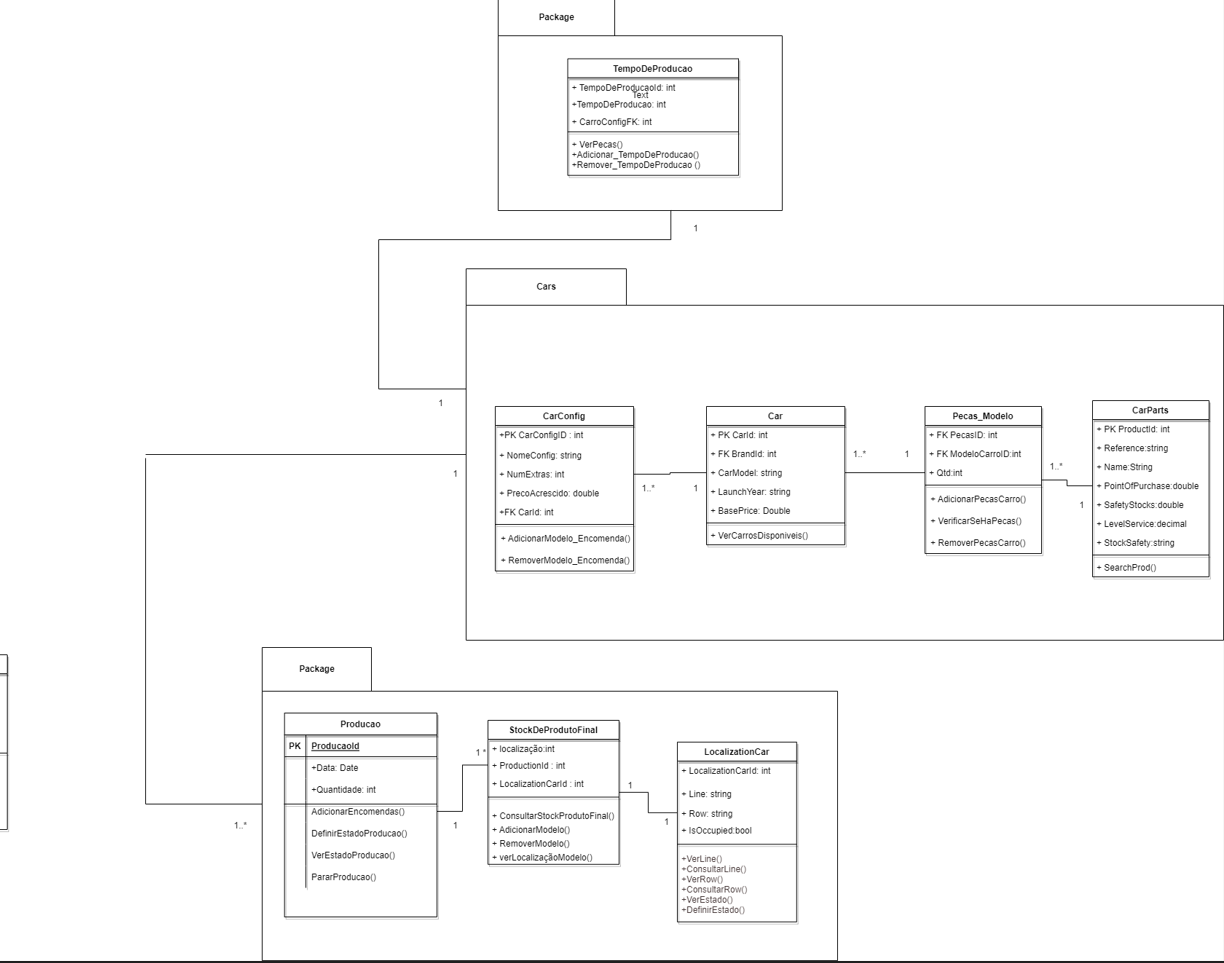 Package
TempoDeProducao
+ TempoDeProducaoId: int
Text
+TempoDeProducao: int
+ CarroConfigFK: int
+ VerPecas()
+Adicionar_TempoDeProducao()
+Remover_TempoDeProducao ()
1
Cars
1
CarConfig
+PK CarConfigID : int
+ NomeConfig: string
+ NumExtras: int
+ PrecoAcrescido: double
+FK CarId: int
+ AdicionarModelo_Encomenda()
+ RemoverModelo_Encomenda()
1
1..*
1
Car
+ PK CarId: int
+ FK BrandId: int
+ CarModel: string
+ LaunchYear: string
+ BasePrice: Double
+ VerCarrosDisponiveis()
1..*
1
Pecas_Modelo
+ FK PecasID: int
+ FK ModeloCarroID:int
+ Qtd:int
+ AdicionarPecasCarro()
+ VerificarSeHaPecas()
+ RemoverPecasCarro()
1..*
1
CarParts
+ PK ProductId: int
+ Reference:string
+ Name:String
+ PointOfPurchase:double
+ SafetyStocks:double
+ LevelService:decimal
+ StockSafety:string
+ SearchProd()
Package
1..*
Producao
PK
ProducaoId
+Data: Date
+Quantidade: int
AdicionarEncomendas()
DefinirEstadoProducao()
VerEstadoProducao()
PararProducao()
1
1 *
StockDeProdutoFinal
+ localização:int
+ ProductionId : int
+ LocalizationCarId : int
+ ConsultarStockProdutoFinal()
+ AdicionarModelo()
+ RemoverModelo()
+ verLocalizaçãoModelo()
1
1
LocalizationCar
+ LocalizationCarId: int
+ Line: string
+ Row: string
+ IsOccupied:bool
+VerLine()
+ConsultarLine()
+VerRow()
+ConsultarRow()
+VerEstado()
+DefinirEstado()